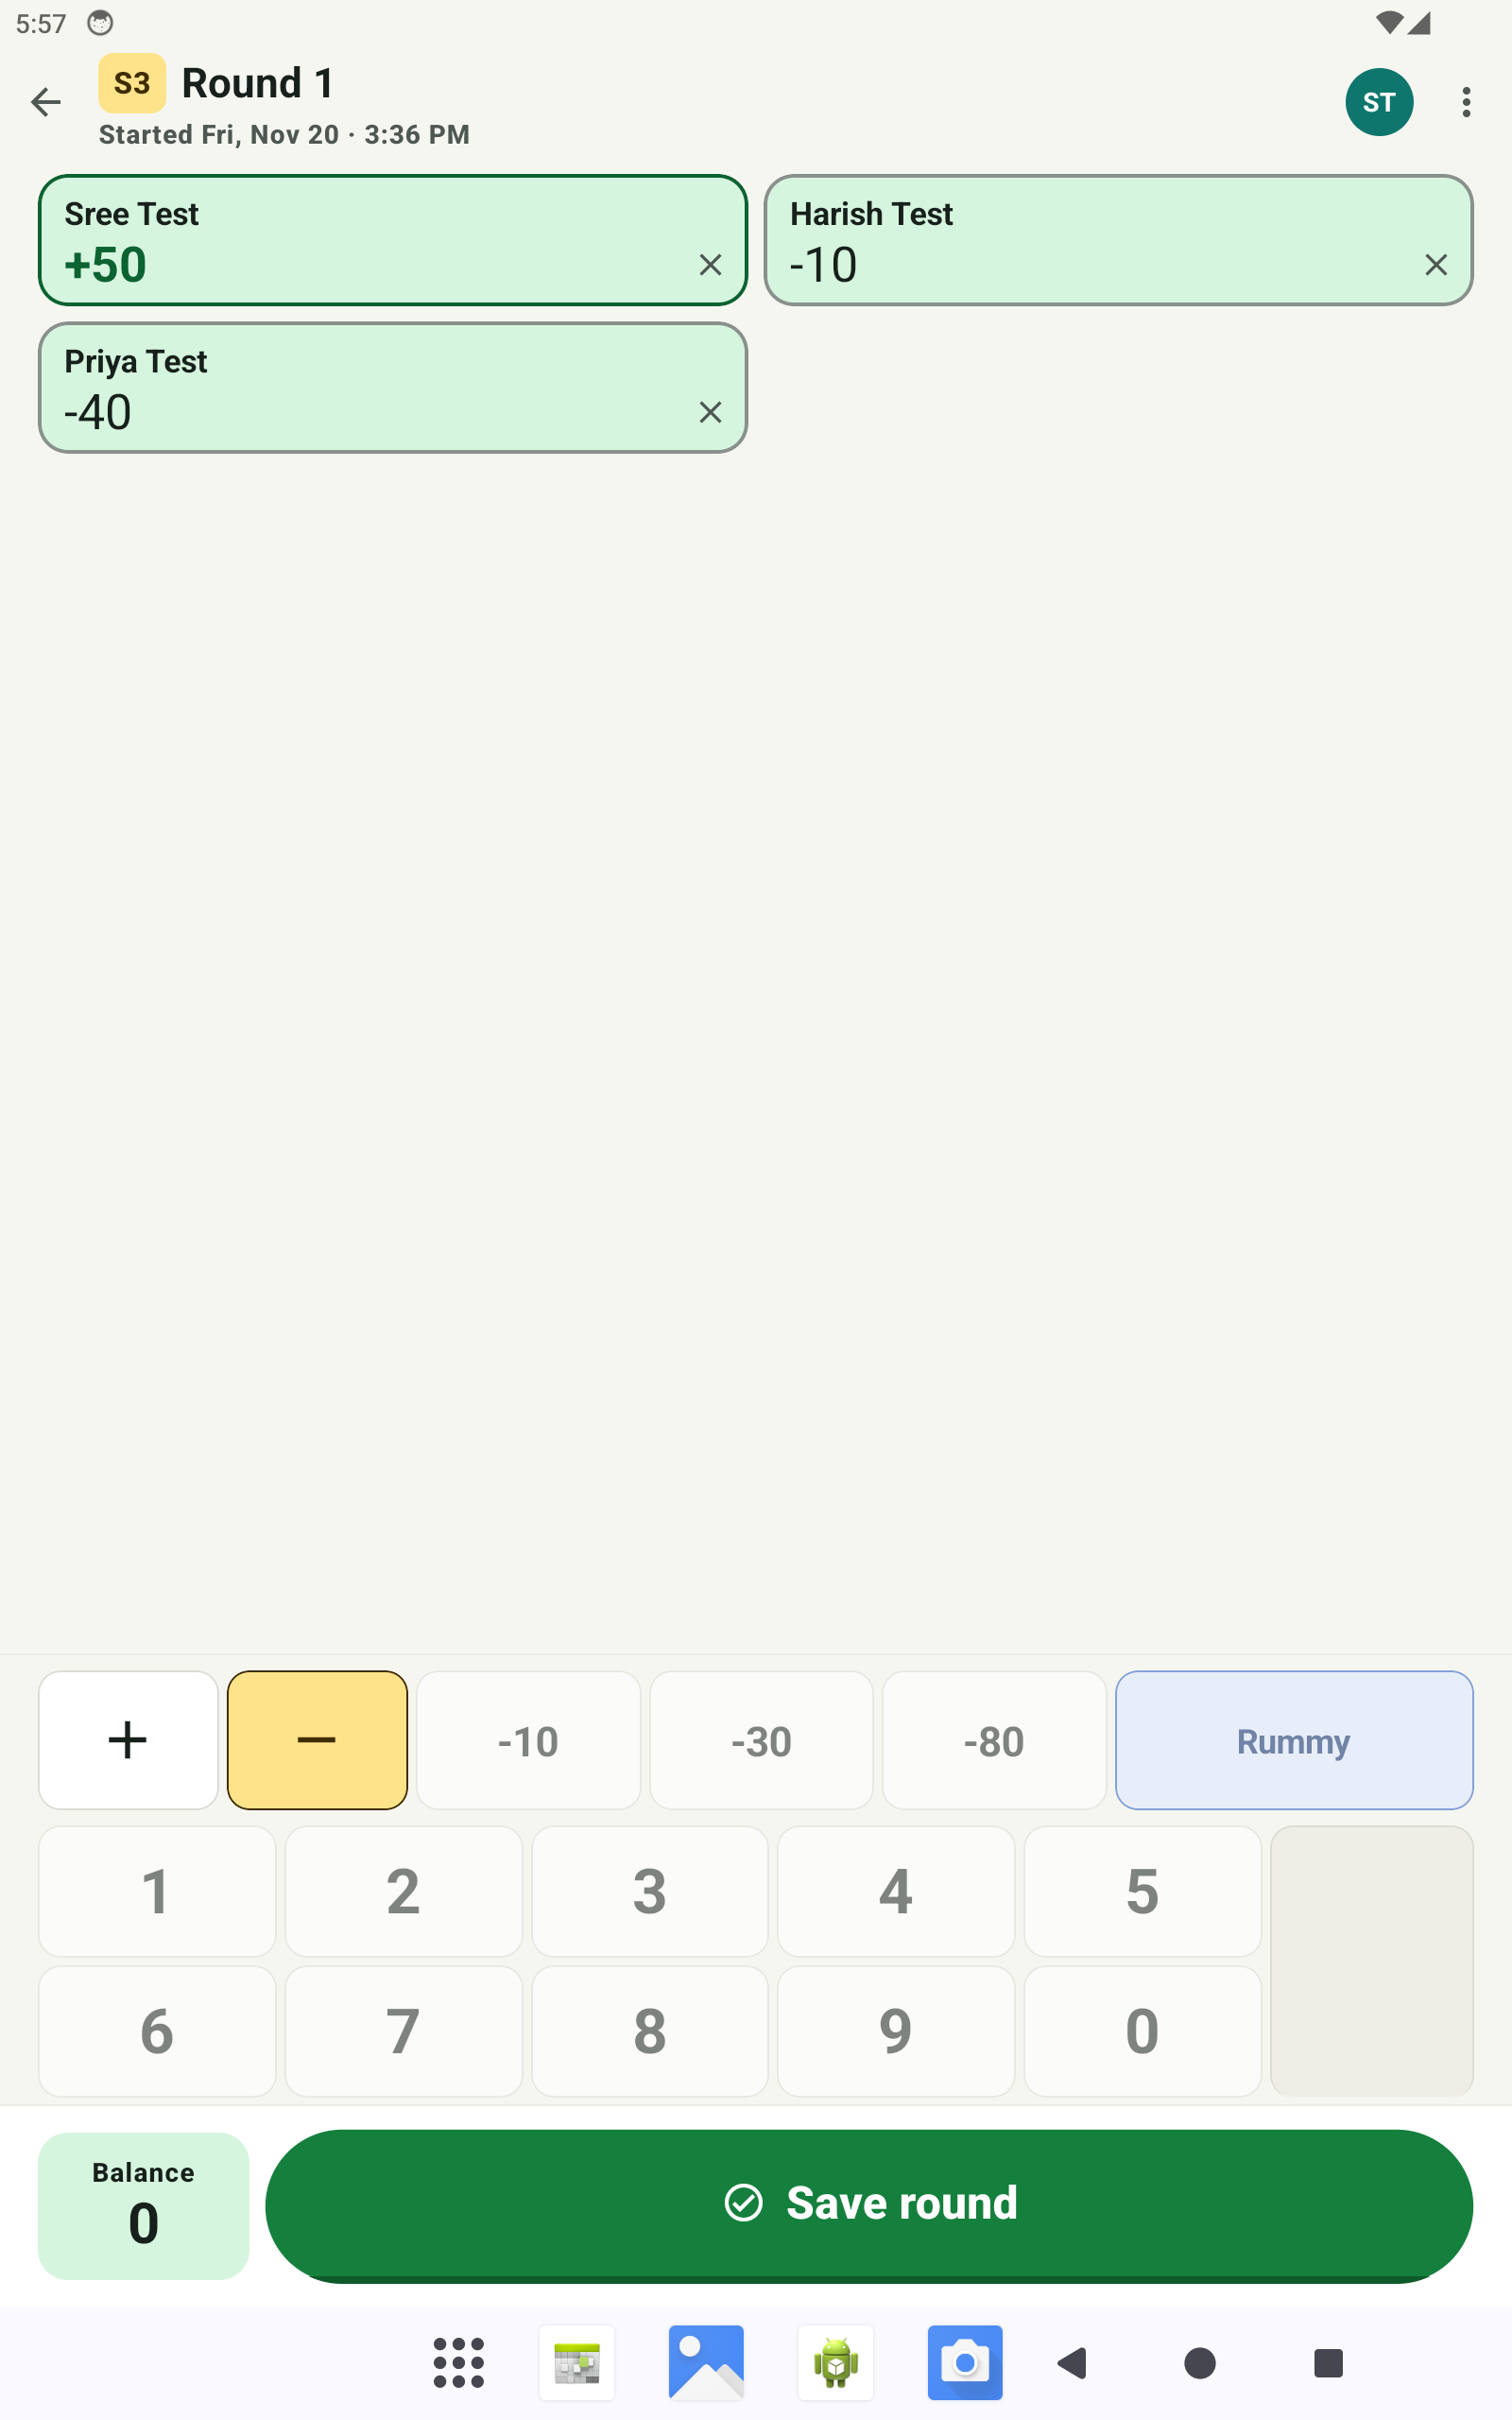 5:57
S3 Round 1
Started Fri, Nov 20 · 3:36 PM
ST
Sree Test
+50
Harish Test
-10
Priya Test
-40
+ − -10 -30 -80 Rummy
1 2 3 4 5
6 7 8 9 0
Balance
0
Save round